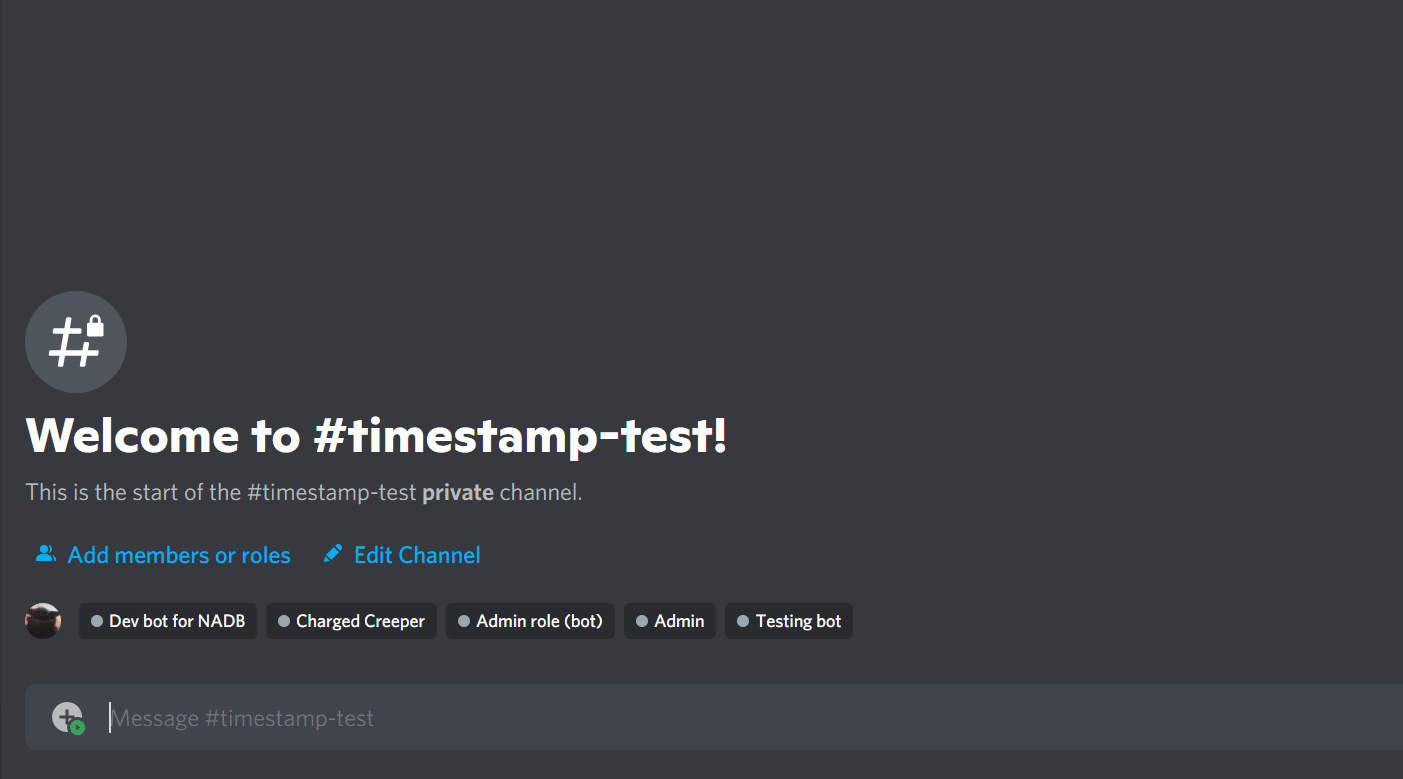 Welcome to #timestamp-test!
This is the start of the #timestamp-test private channel.
Add members or roles Edit Channel
Dev bot for NADB Charged Creeper Admin role (bot) Admin Testing bot
Message #timestamp-test